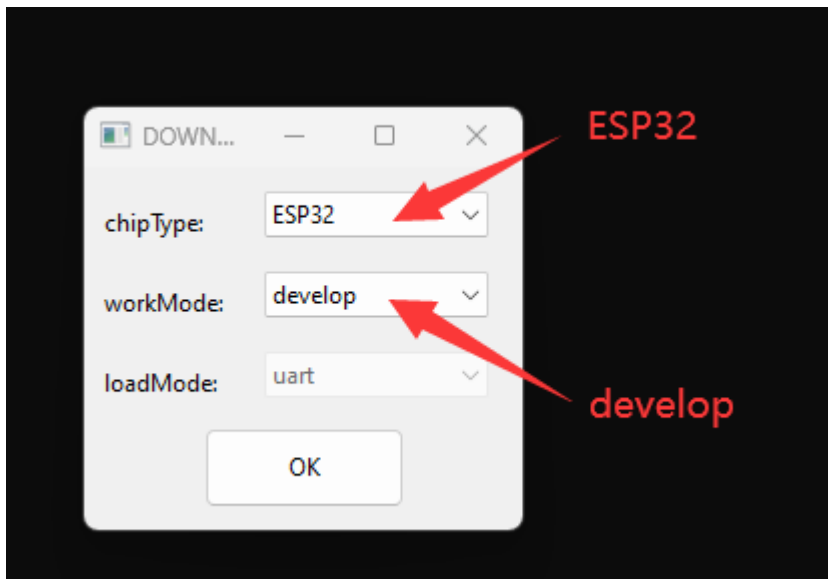 DOWN...
ESP32
chipType: ESP32
workMode: develop
develop
loadMode: uart
OK